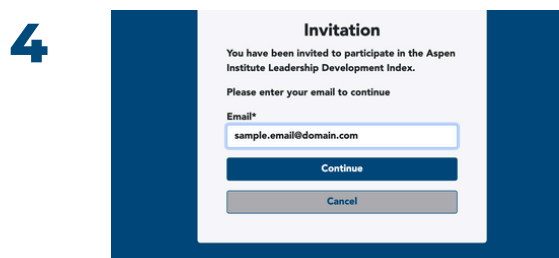 4
Invitation
You have been invited to participate in the Aspen
Institute Leadership Development Index.
Please enter your email to continue
Email*
sample.email@domain.com
Continue
Cancel